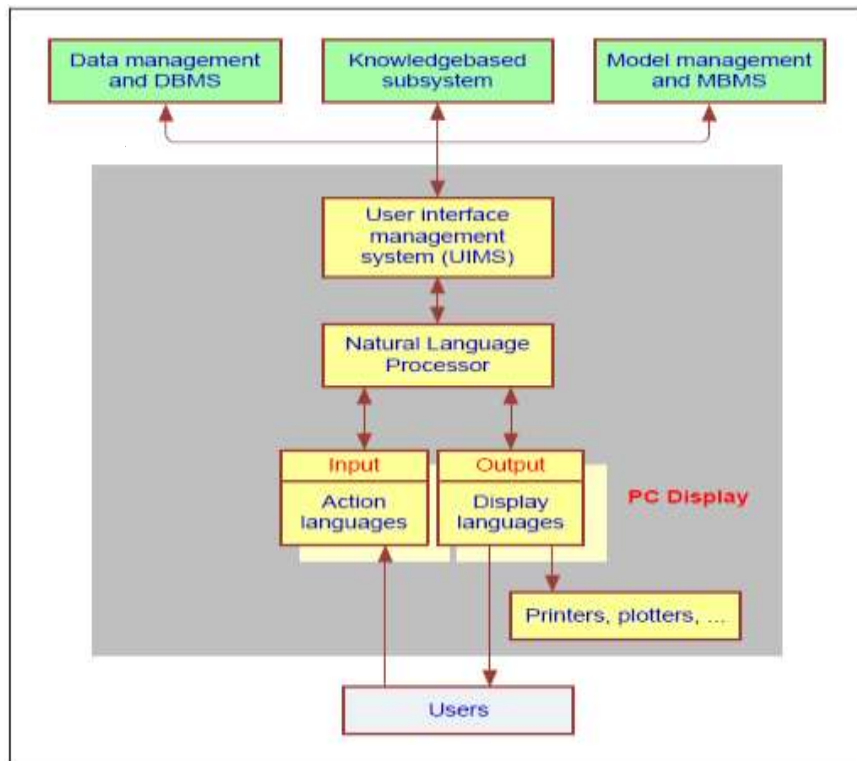 Data management
and DBMS
Knowledgebased
subsystem
Model management
and MBMS
User interface
management
system (UIMS)
Natural Language
Processor
Input
Action
languages
Output
Display
languages
PC Display
Printers, plotters, ...
Users